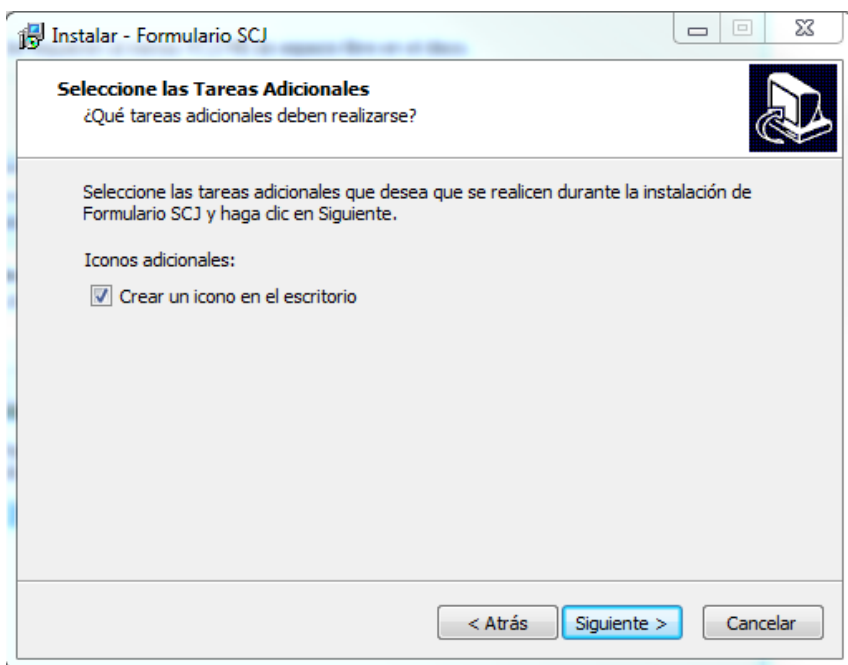 Instalar - Formulario SCJ
Seleccione las Tareas Adicionales
¿Qué tareas adicionales deben realizarse?
Seleccione las tareas adicionales que desea que se realicen durante la instalación de
Formulario SCJ y haga clic en Siguiente.
Iconos adicionales:
Crear un icono en el escritorio
< Atrás
Siguiente >
Cancelar